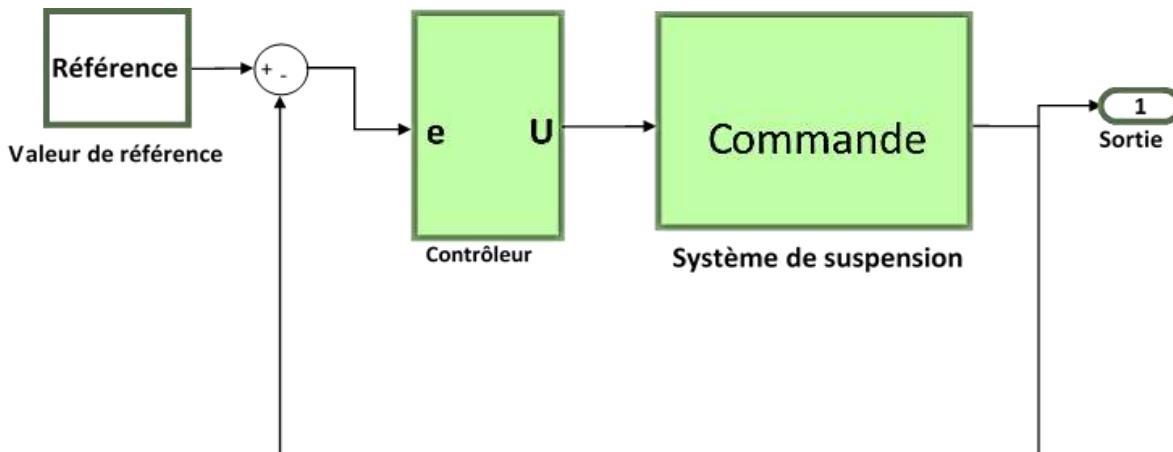 Référence
+ -
Valeur de référence
e
U
Contrôleur
Commande
Système de suspension
1
Sortie